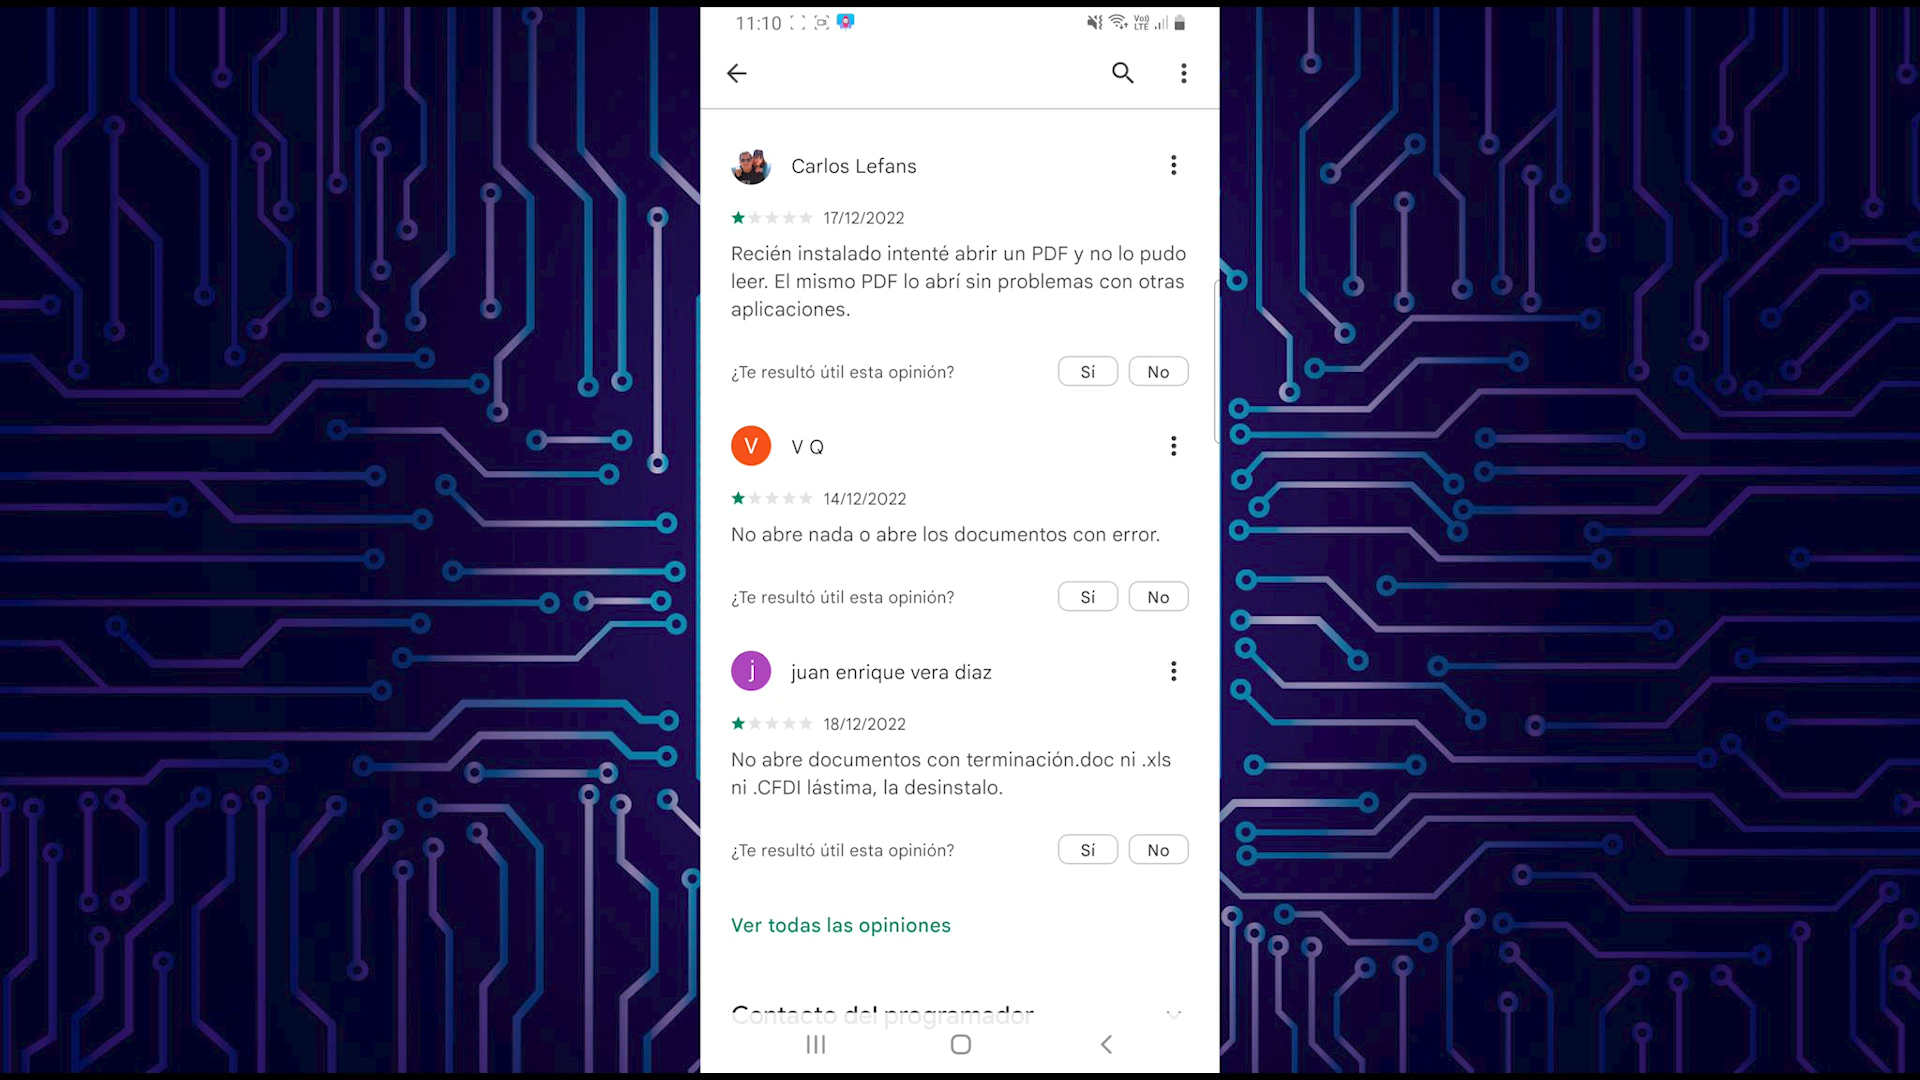 11:10
Vo)) LTE
Carlos Lefans
17/12/2022
Recién instalado intenté abrir un PDF y no lo pudo
leer. El mismo PDF lo abrí sin problemas con otras
aplicaciones.
¿Te resultó útil esta opinión? Sí No
V V Q
14/12/2022
No abre nada o abre los documentos con error.
¿Te resultó útil esta opinión? Sí No
j juan enrique vera diaz
18/12/2022
No abre documentos con terminación.doc ni .xls
ni .CFDI lástima, la desinstalo.
¿Te resultó útil esta opinión? Sí No
Ver todas las opiniones
Contacto del programador